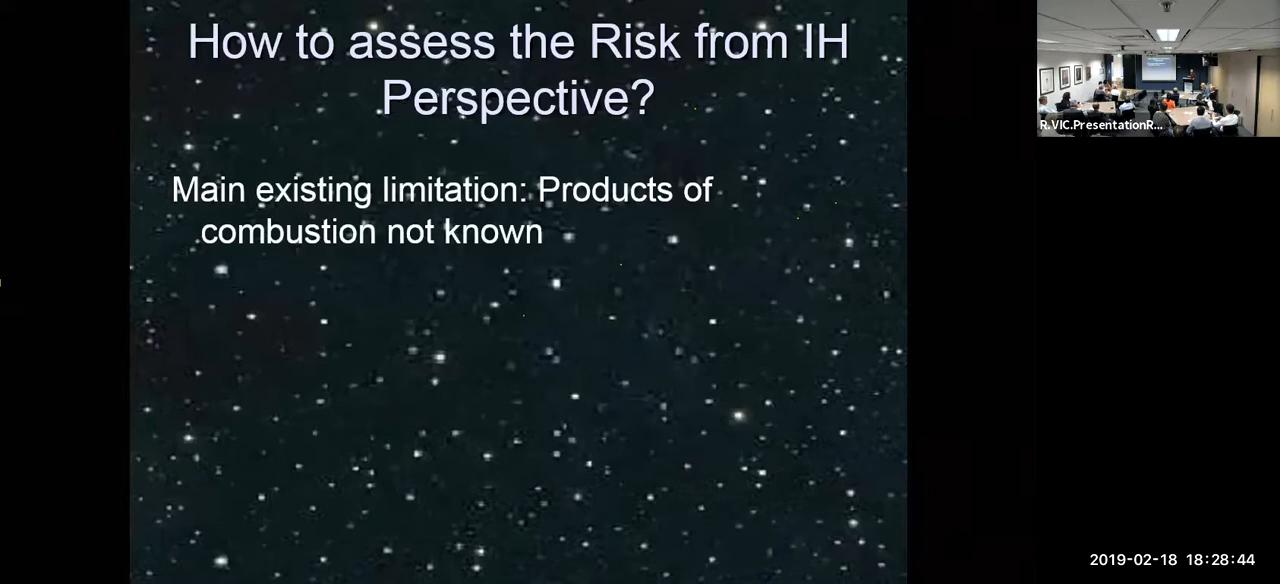 How to assess the Risk from IH
Perspective?
Main existing limitation: Products of
combustion not known
R.VIC.PresentationR...
2019-02-18 18:28:44